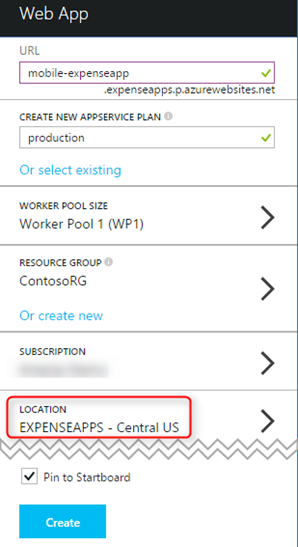 Web App
URL
mobile-expenseapp
.expenseapps.p.azurewebsites.net
CREATE NEW APPSERVICE PLAN
production
Or select existing
WORKER POOL SIZE
Worker Pool 1 (WP1)
RESOURCE GROUP
ContosoRG
Or create new
SUBSCRIPTION
LOCATION
EXPENSEAPPS - Central US
Pin to Startboard
Create